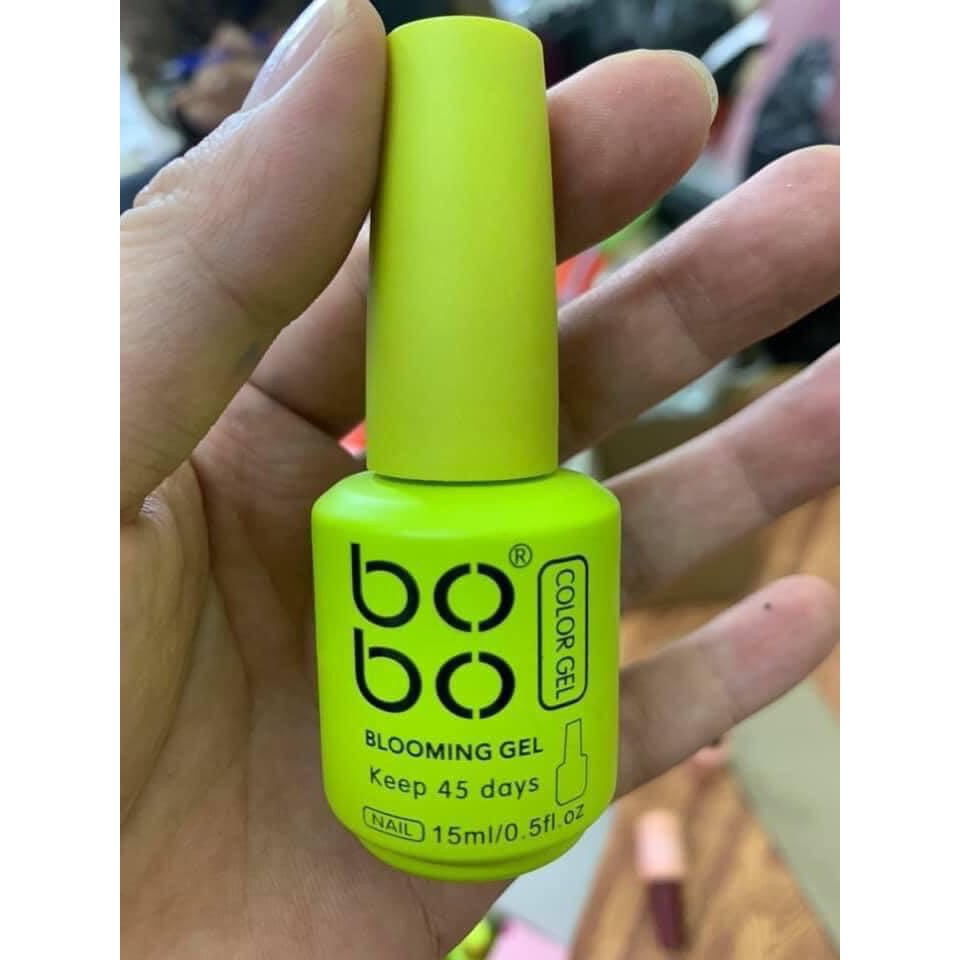 bo®
bo
COLOR GEL
BLOOMING GEL
Keep 45 days
NAIL 15ml/0.5fl.oz